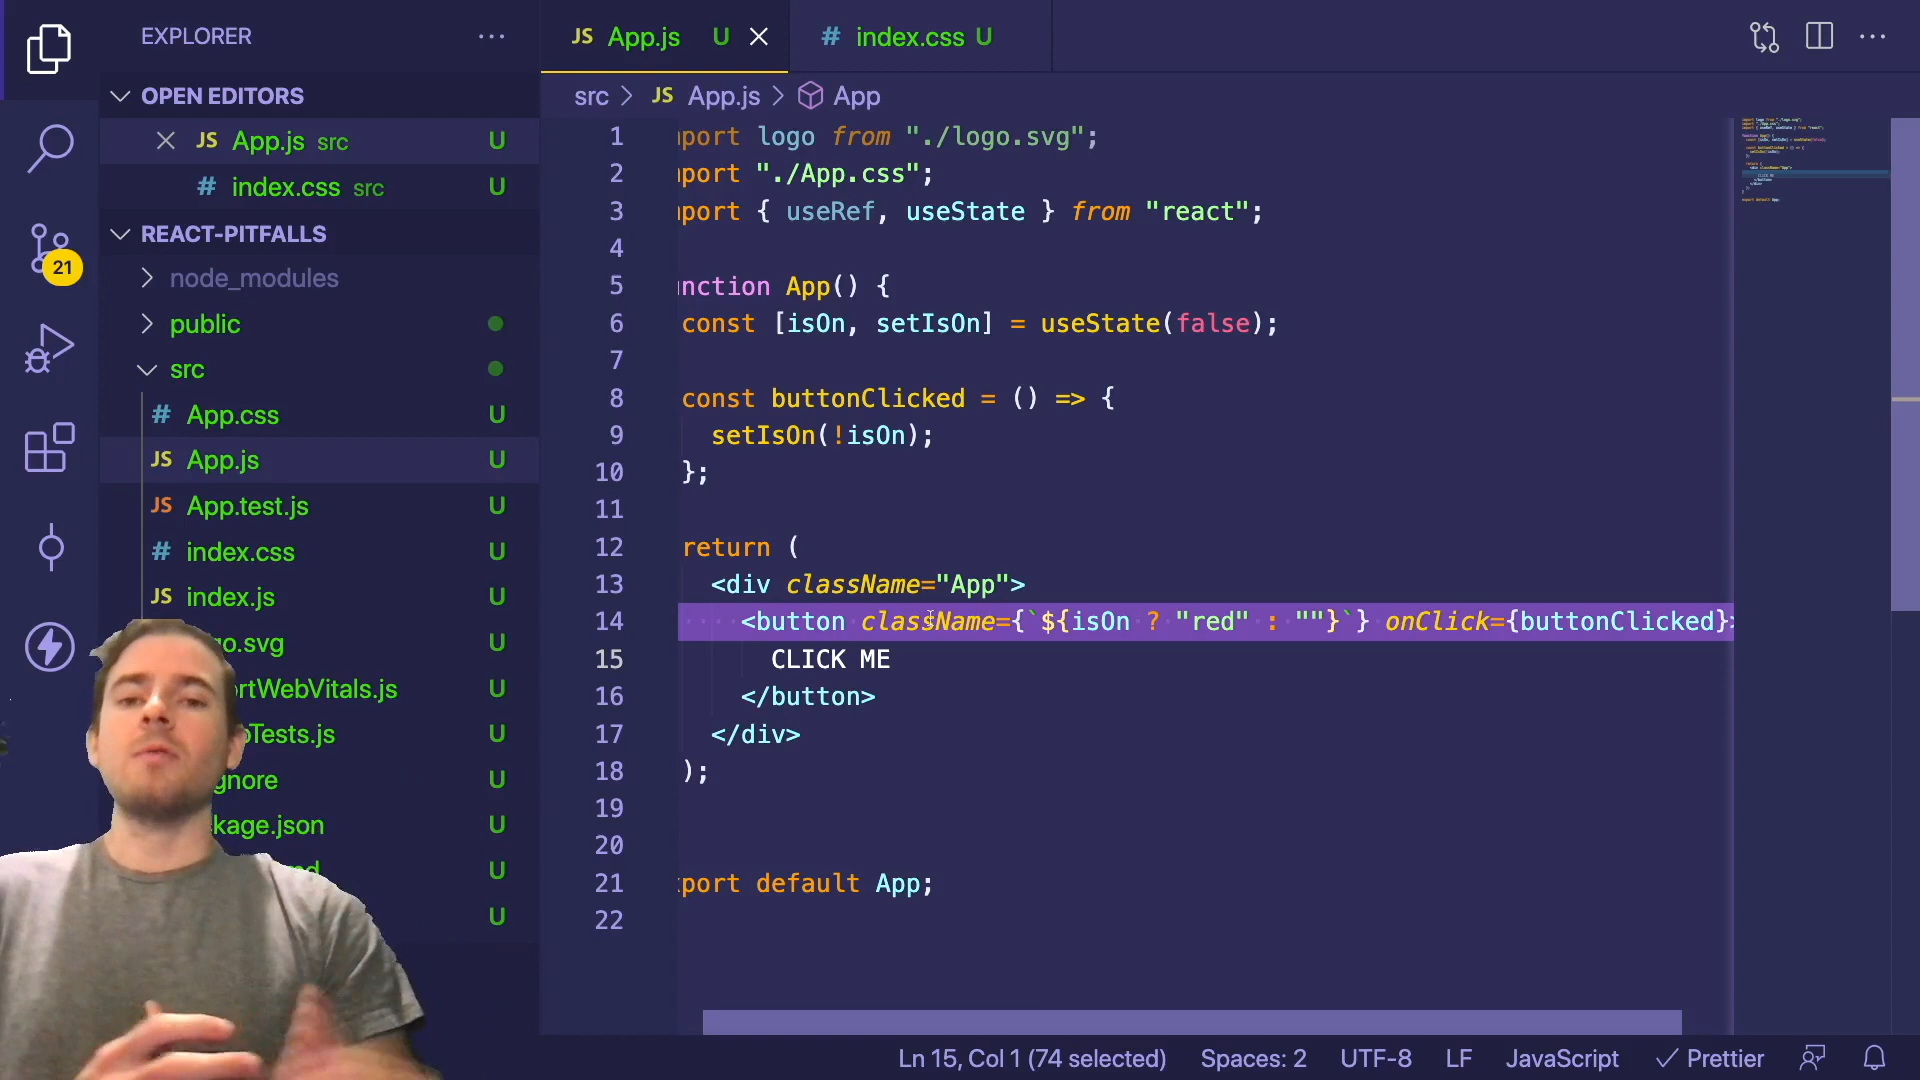 EXPLORER
OPEN EDITORS
JS App.js src U
# index.css src U
REACT-PITFALLS
node_modules
public
src
# App.css U
JS App.js U
JS App.test.js U
# index.css U
JS index.js U
go.svg U
ortWebVitals.js U
Tests.js U
gnore U
kage.json U
U
U
21
JS App.js U
# index.css U
src > JS App.js > App
1 mport logo from "./logo.svg";
2 mport "./App.css";
3 mport { useRef, useState } from "react";
4
5 nction App() {
6 const [isOn, setIsOn] = useState(false);
7
8 const buttonClicked = () => {
9 setIsOn(!isOn);
10 };
11
12 return (
13 <div className="App">
14 <button className={`${isOn ? "red" : ""}`} onClick={buttonClicked}>
15 CLICK ME
16 </button>
17 </div>
18 );
19
20
21 port default App;
22
Ln 15, Col 1 (74 selected) Spaces: 2 UTF-8 LF JavaScript Prettier